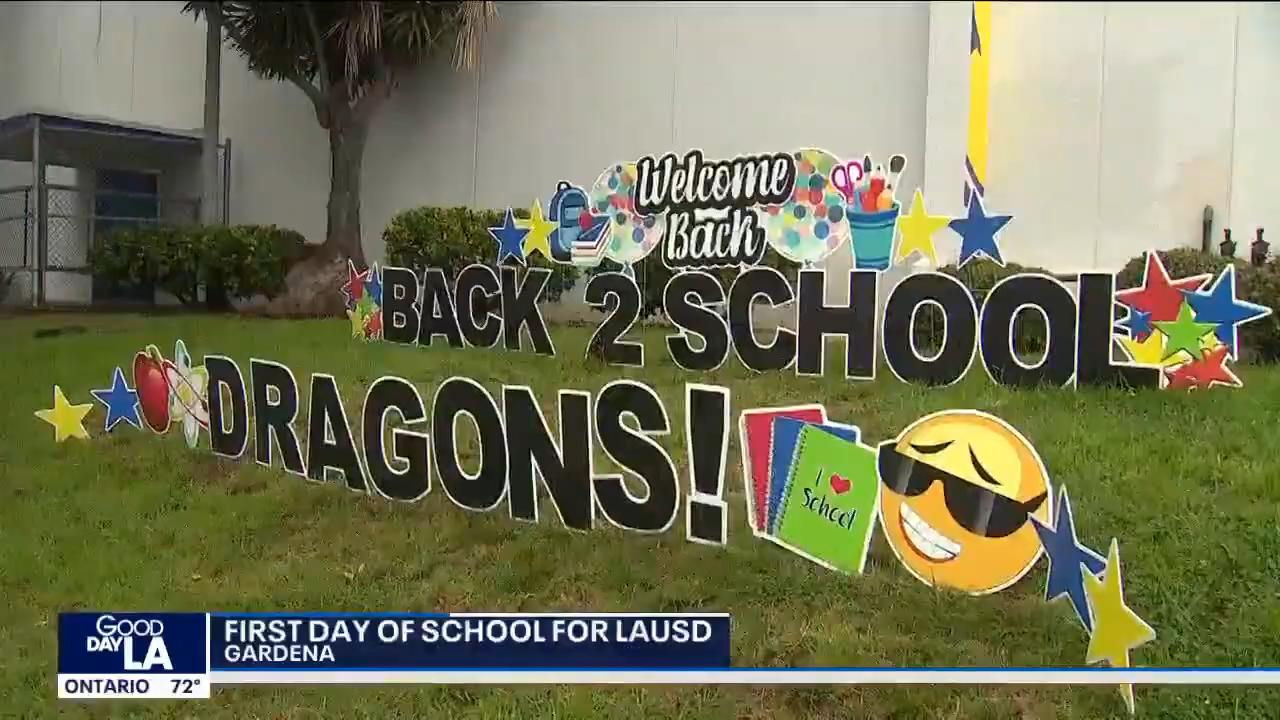 Welcome
Back
BACK 2 SCHOOL
DRAGONS!
I ❤
School
GOOD
DAY LA
FIRST DAY OF SCHOOL FOR LAUSD
GARDENA
ONTARIO 72°